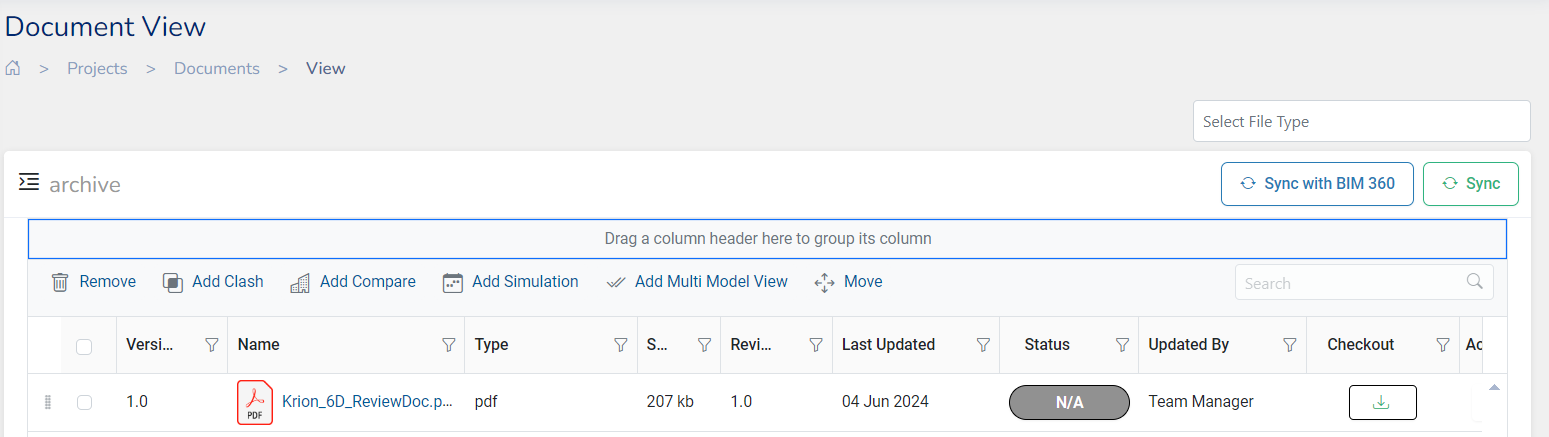 Document View
> Projects > Documents > View
Select File Type
archive
Sync with BIM 360
Sync
Drag a column header here to group its column
Remove Add Clash Add Compare Add Simulation Add Multi Model View Move
Search
Versi... Name Type S... Revi... Last Updated Status Updated By Checkout Ac
1.0 PDF Krion_6D_ReviewDoc.p... pdf 207 kb 1.0 04 Jun 2024 N/A Team Manager